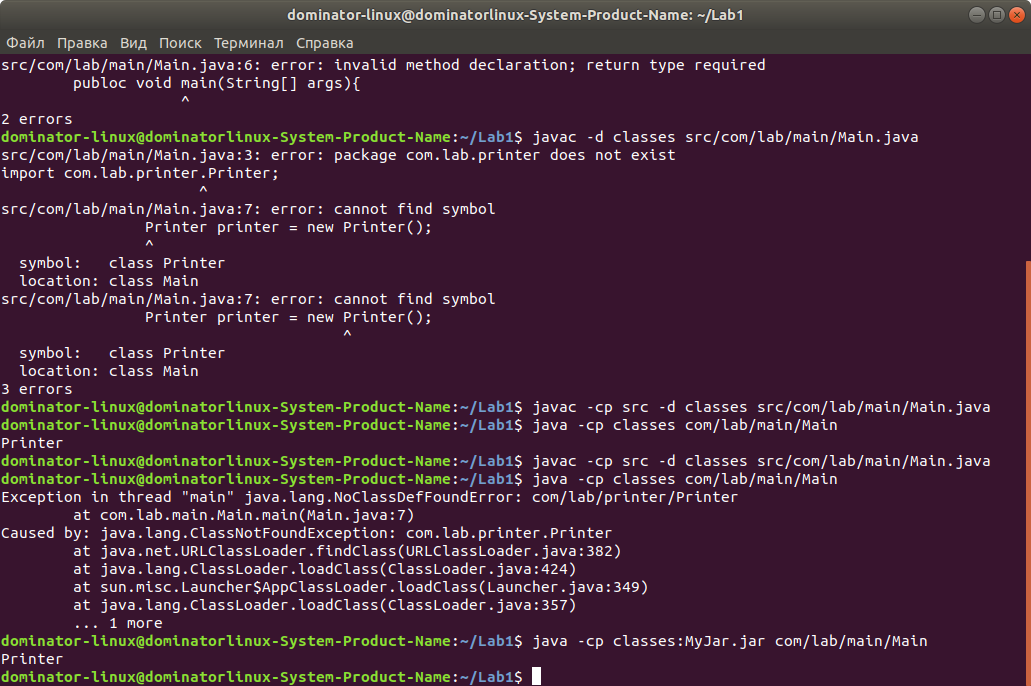 dominator-linux@dominatorlinux-System-Product-Name: ~/Lab1
Файл Правка Вид Поиск Терминал Справка
src/com/lab/main/Main.java:6: error: invalid method declaration; return type required
        publoc void main(String[] args){
                    ^
2 errors
dominator-linux@dominatorlinux-System-Product-Name:~/Lab1$ javac -d classes src/com/lab/main/Main.java
src/com/lab/main/Main.java:3: error: package com.lab.printer does not exist
import com.lab.printer.Printer;
                      ^
src/com/lab/main/Main.java:7: error: cannot find symbol
                Printer printer = new Printer();
                ^
  symbol:   class Printer
  location: class Main
src/com/lab/main/Main.java:7: error: cannot find symbol
                Printer printer = new Printer();
                                      ^
  symbol:   class Printer
  location: class Main
3 errors
dominator-linux@dominatorlinux-System-Product-Name:~/Lab1$ javac -cp src -d classes src/com/lab/main/Main.java
dominator-linux@dominatorlinux-System-Product-Name:~/Lab1$ java -cp classes com/lab/main/Main
Printer
dominator-linux@dominatorlinux-System-Product-Name:~/Lab1$ javac -cp src -d classes src/com/lab/main/Main.java
dominator-linux@dominatorlinux-System-Product-Name:~/Lab1$ java -cp classes com/lab/main/Main
Exception in thread "main" java.lang.NoClassDefFoundError: com/lab/printer/Printer
        at com.lab.main.Main.main(Main.java:7)
Caused by: java.lang.ClassNotFoundException: com.lab.printer.Printer
        at java.net.URLClassLoader.findClass(URLClassLoader.java:382)
        at java.lang.ClassLoader.loadClass(ClassLoader.java:424)
        at sun.misc.Launcher$AppClassLoader.loadClass(Launcher.java:349)
        at java.lang.ClassLoader.loadClass(ClassLoader.java:357)
        ... 1 more
dominator-linux@dominatorlinux-System-Product-Name:~/Lab1$ java -cp classes:MyJar.jar com/lab/main/Main
Printer
dominator-linux@dominatorlinux-System-Product-Name:~/Lab1$